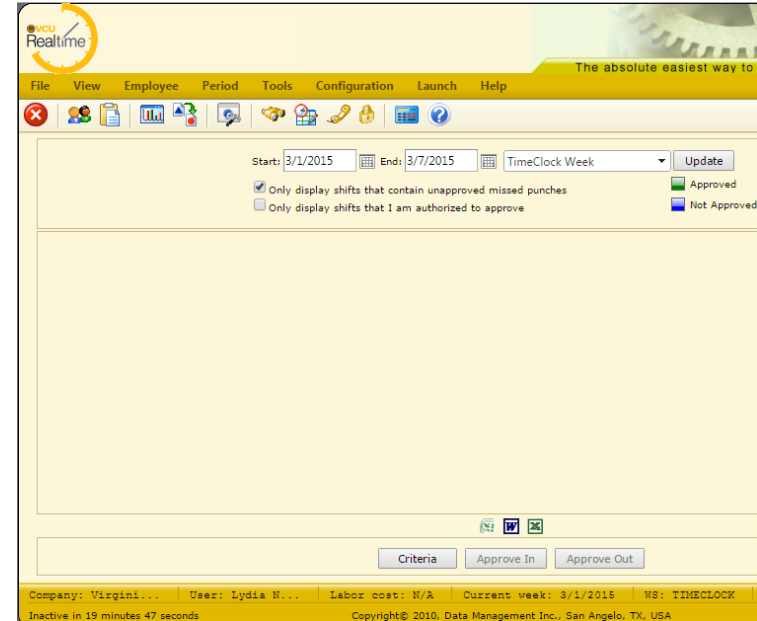 VCU
Realtime
The absolute easiest way to
File View Employee Period Tools Configuration Launch Help
Start: 3/1/2015 End: 3/7/2015 TimeClock Week Update
Only display shifts that contain unapproved missed punches Approved
Only display shifts that I am authorized to approve Not Approved
Criteria Approve In Approve Out
Company: Virgini... User: Lydia N... Labor cost: N/A Current week: 3/1/2015 WS: TIMECLOCK
Inactive in 19 minutes 47 seconds Copyright© 2010, Data Management Inc., San Angelo, TX, USA